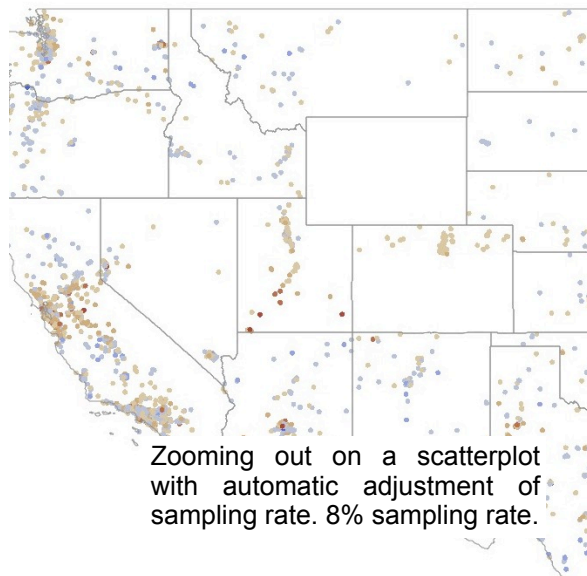 Zooming out on a scatterplot
with automatic adjustment of
sampling rate. 8% sampling rate.